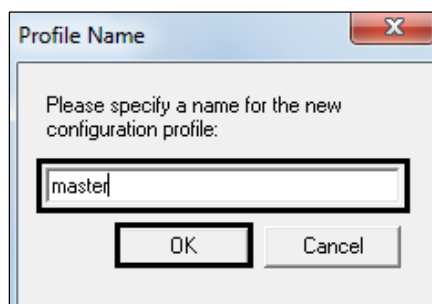 Profile Name
Please specify a name for the new
configuration profile:
master
OK
Cancel